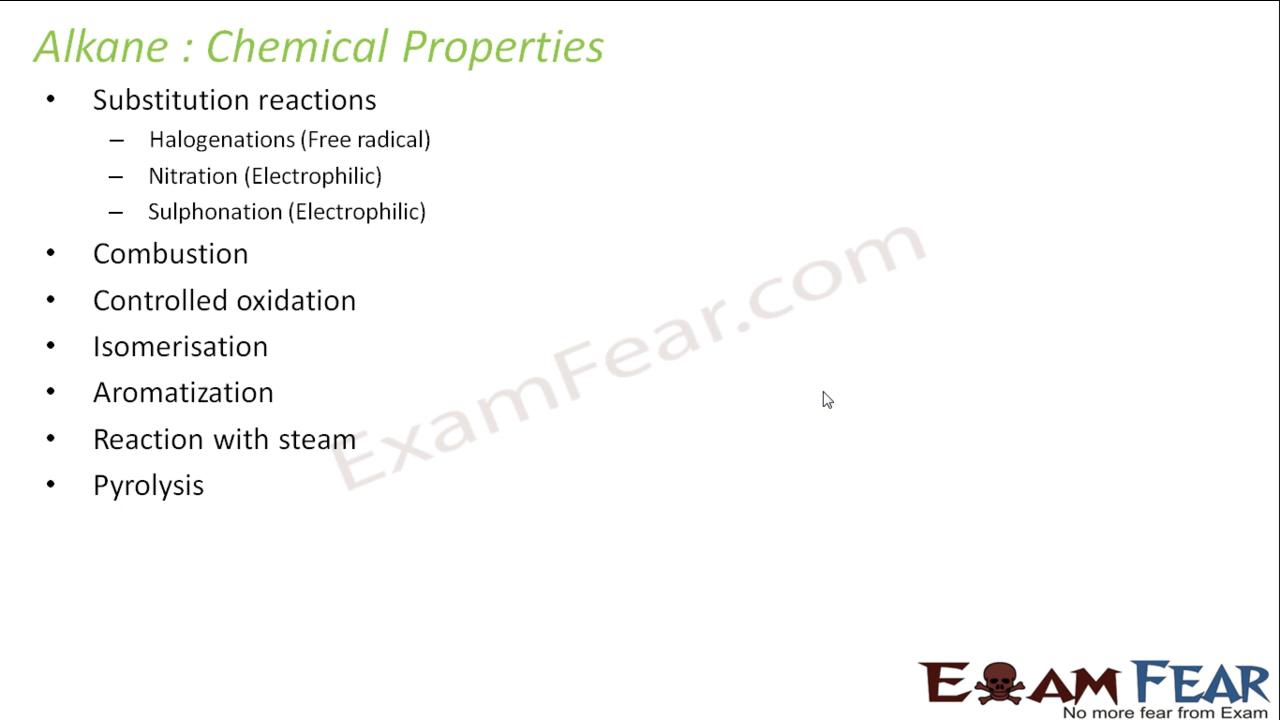 Alkane : Chemical Properties
• Substitution reactions
– Halogenations (Free radical)
– Nitration (Electrophilic)
– Sulphonation (Electrophilic)
• Combustion
• Controlled oxidation
• Isomerisation
• Aromatization
• Reaction with steam
• Pyrolysis
ExamFear.com
EXAM FEAR
No more fear from Exam